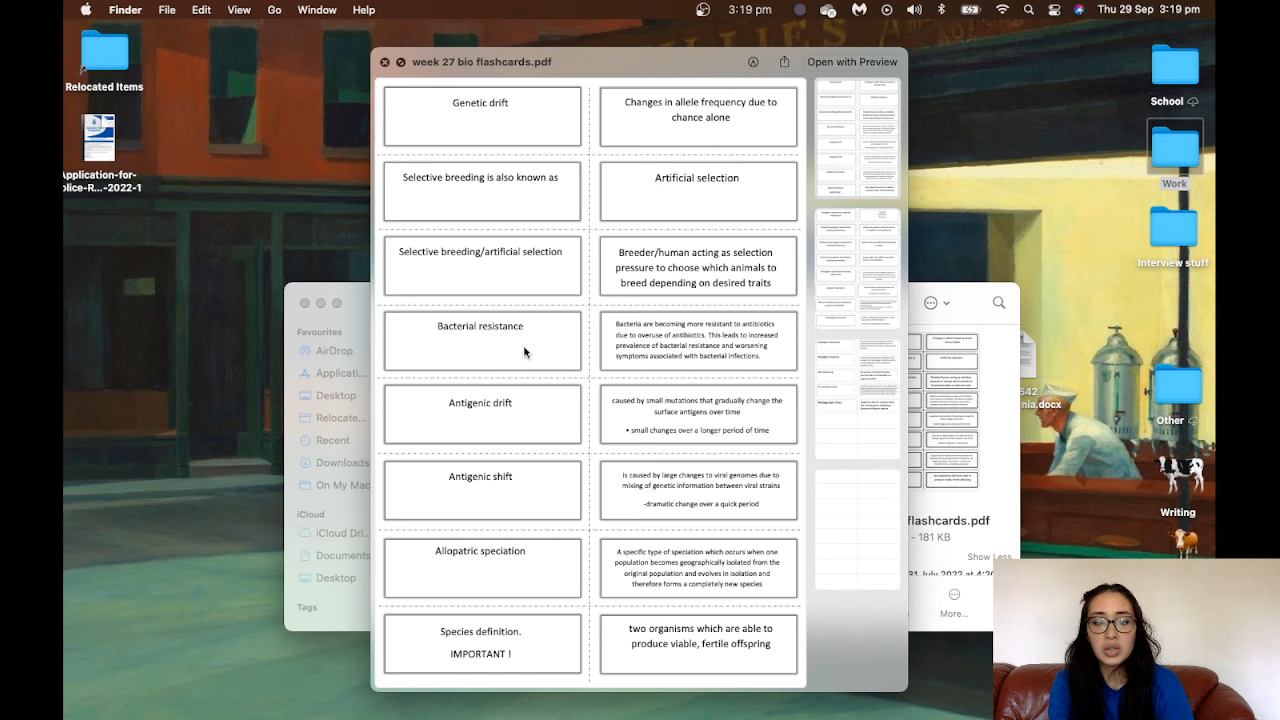 Finder File Edit View Go Window Help
3:19 pm
Thu 29 Sep 3:19 pm
Relocated Items
School
Work
Interview stuff
Other
Writing
week 27 bio flashcards.pdf
Open with Preview
Genetic drift
Changes in allele frequency due to
chance alone
Selective breeding is also known as
Artificial selection
Selective breeding/artificial selection
Breeder/human acting as selection
pressure to choose which animals to
breed depending on desired traits
Bacterial resistance
Bacteria are becoming more resistant to antibiotics
due to overuse of antibiotics. This leads to increased
prevalence of bacterial resistance and worsening
symptoms associated with bacterial infections.
Antigenic drift
caused by small mutations that gradually change the
surface antigens over time
• small changes over a longer period of time
Antigenic shift
is caused by large changes to viral genomes due to
mixing of genetic information between viral strains
-dramatic change over a quick period
Allopatric speciation
A specific type of speciation which occurs when one
population becomes geographically isolated from the
original population and evolves in isolation and
therefore forms a completely new species
Species definition.
IMPORTANT !
two organisms which are able to
produce viable, fertile offspring
Favourites
AirDrop
Applicati...
Desktop
Relocate...
Recent
Downloads
On My Mac
iCloud
iCloud Dri...
Documents
Desktop
Tags
flashcards.pdf
- 181 KB
Show Less
More...